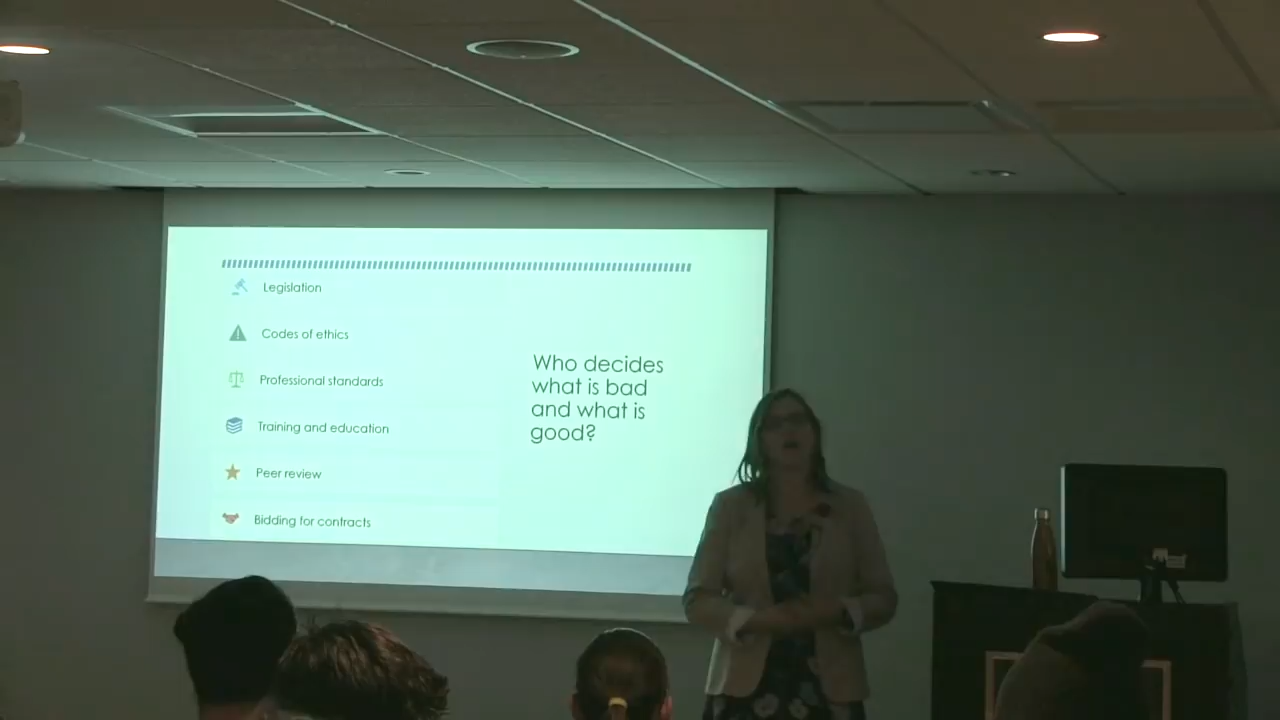 Legislation
Codes of ethics
Professional standards
Training and education
Peer review
Bidding for contracts
Who decides
what is bad
and what is
good?